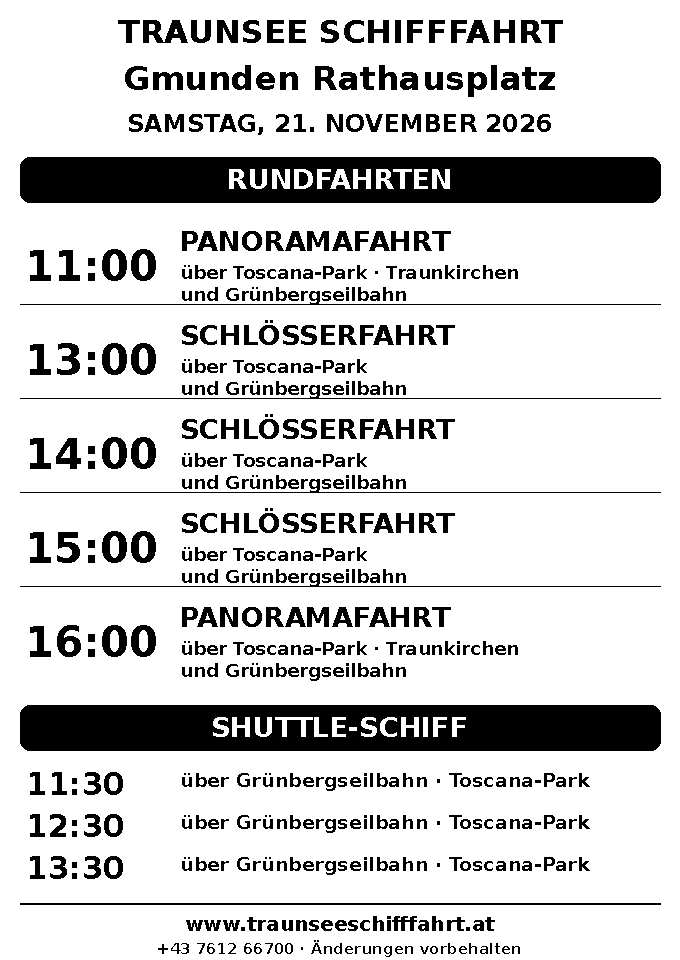 TRAUNSEE SCHIFFFAHRT
Gmunden Rathausplatz
SAMSTAG, 21. NOVEMBER 2026
RUNDFAHRTEN
11:00 PANORAMAFAHRT
über Toscana-Park · Traunkirchen
und Grünbergseilbahn
13:00 SCHLÖSSERFAHRT
über Toscana-Park
und Grünbergseilbahn
14:00 SCHLÖSSERFAHRT
über Toscana-Park
und Grünbergseilbahn
15:00 SCHLÖSSERFAHRT
über Toscana-Park
und Grünbergseilbahn
16:00 PANORAMAFAHRT
über Toscana-Park · Traunkirchen
und Grünbergseilbahn
SHUTTLE-SCHIFF
11:30 über Grünbergseilbahn · Toscana-Park
12:30 über Grünbergseilbahn · Toscana-Park
13:30 über Grünbergseilbahn · Toscana-Park
www.traunseeschifffahrt.at
+43 7612 66700 · Änderungen vorbehalten